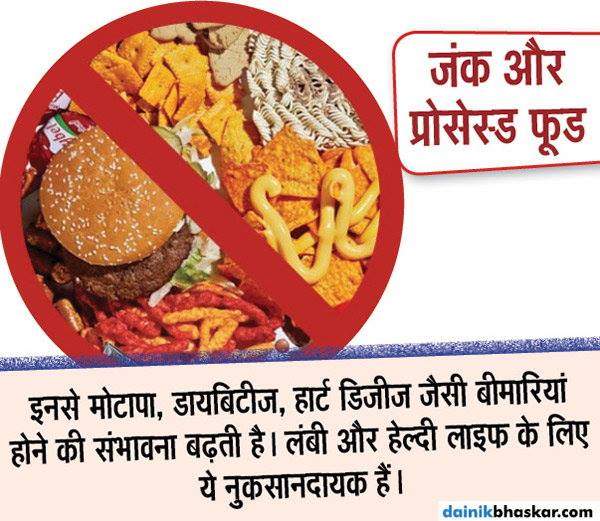 जंक और
प्रोसेस्ड फूड
इनसे मोटापा, डायबिटीज, हार्ट डिजीज जैसी बीमारियां
होने की संभावना बढ़ती है। लंबी और हेल्दी लाइफ के लिए
ये नुकसानदायक हैं।
dainikbhaskar.com